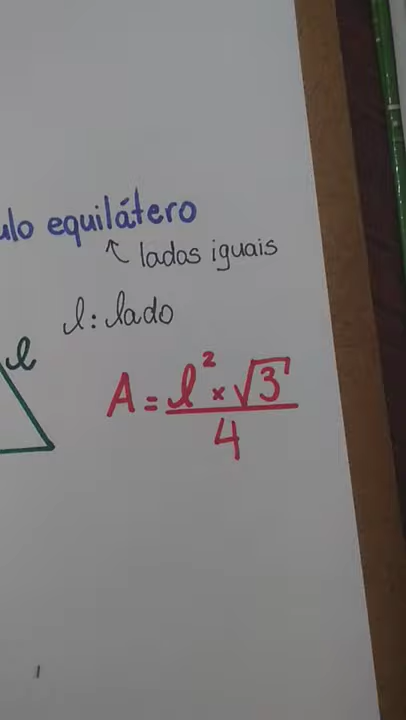 ulo equilátero
↖ lados iguais
l: lado
l
A = l² × √3
4